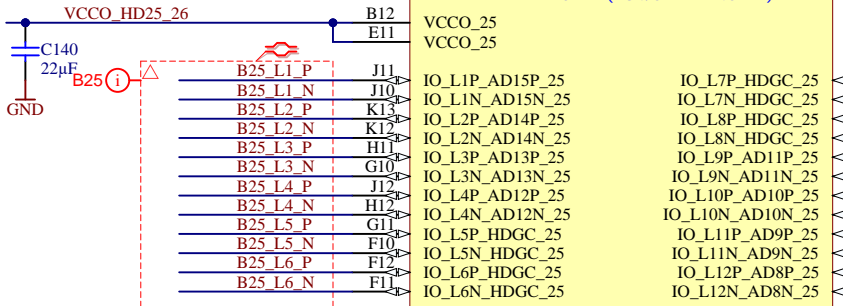 VCCO_HD25_26 B12 VCCO_25
E11 VCCO_25
C140
22µF
GND
B25 i
B25_L1_P J11 IO_L1P_AD15P_25 IO_L7P_HDGC_25
B25_L1_N J10 IO_L1N_AD15N_25 IO_L7N_HDGC_25
B25_L2_P K13 IO_L2P_AD14P_25 IO_L8P_HDGC_25
B25_L2_N K12 IO_L2N_AD14N_25 IO_L8N_HDGC_25
B25_L3_P H11 IO_L3P_AD13P_25 IO_L9P_AD11P_25
B25_L3_N G10 IO_L3N_AD13N_25 IO_L9N_AD11N_25
B25_L4_P J12 IO_L4P_AD12P_25 IO_L10P_AD10P_25
B25_L4_N H12 IO_L4N_AD12N_25 IO_L10N_AD10N_25
B25_L5_P G11 IO_L5P_HDGC_25 IO_L11P_AD9P_25
B25_L5_N F10 IO_L5N_HDGC_25 IO_L11N_AD9N_25
B25_L6_P F12 IO_L6P_HDGC_25 IO_L12P_AD8P_25
B25_L6_N F11 IO_L6N_HDGC_25 IO_L12N_AD8N_25